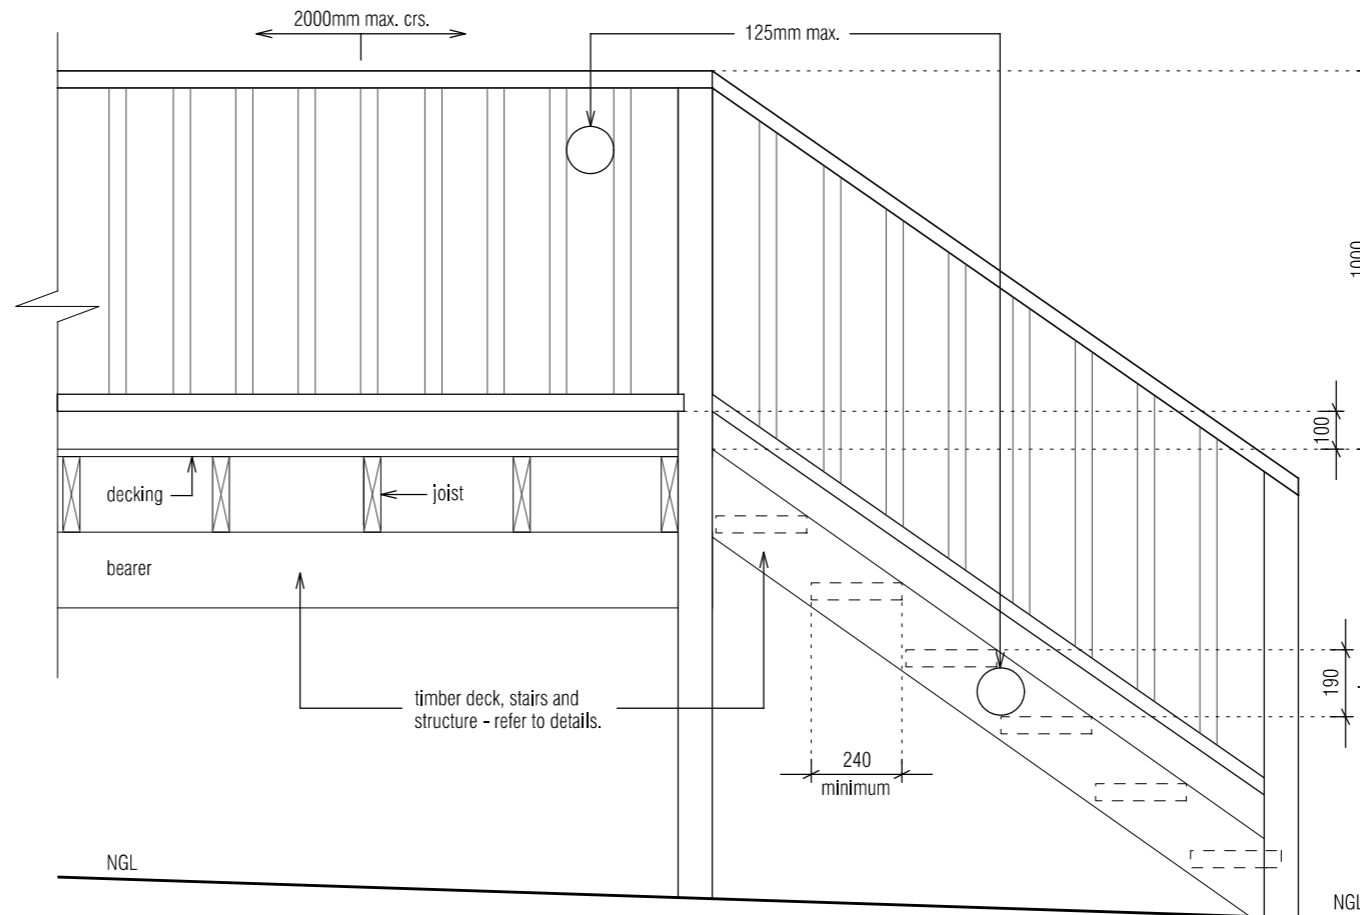 2000mm max. crs.
125mm max.
1000
100
decking
joist
bearer
190
timber deck, stairs and
structure - refer to details.
240
minimum
NGL
NGL